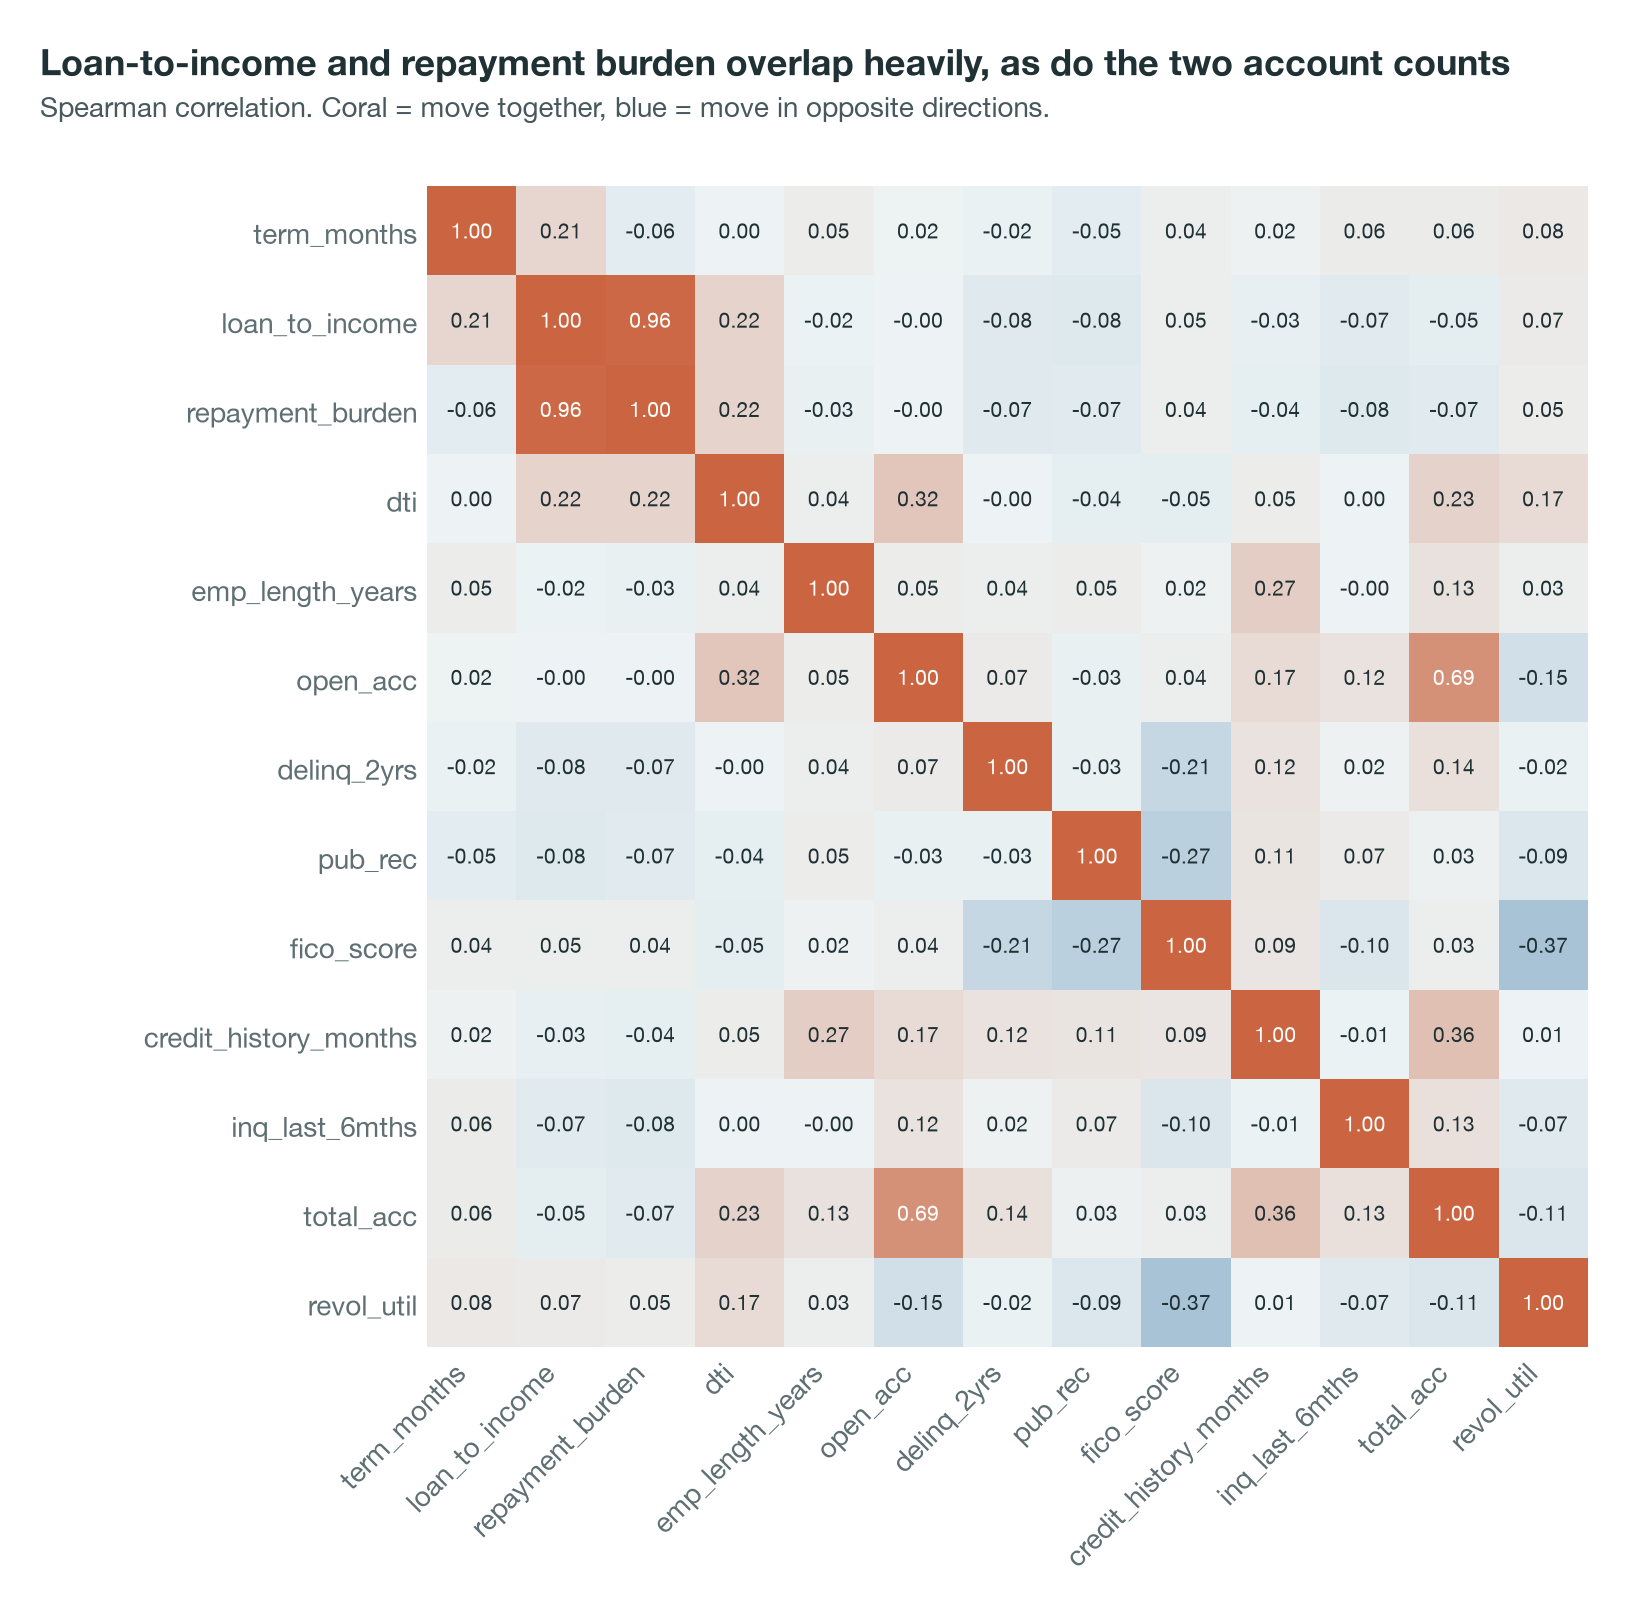 Loan-to-income and repayment burden overlap heavily, as do the two account counts
Spearman correlation. Coral = move together, blue = move in opposite directions.
term_months 1.00 0.21 -0.06 0.00 0.05 0.02 -0.02 -0.05 0.04 0.02 0.06 0.06 0.08
loan_to_income 0.21 1.00 0.96 0.22 -0.02 -0.00 -0.08 -0.08 0.05 -0.03 -0.07 -0.05 0.07
repayment_burden -0.06 0.96 1.00 0.22 -0.03 -0.00 -0.07 -0.07 0.04 -0.04 -0.08 -0.07 0.05
dti 0.00 0.22 0.22 1.00 0.04 0.32 -0.00 -0.04 -0.05 0.05 0.00 0.23 0.17
emp_length_years 0.05 -0.02 -0.03 0.04 1.00 0.05 0.04 0.05 0.02 0.27 -0.00 0.13 0.03
open_acc 0.02 -0.00 -0.00 0.32 0.05 1.00 0.07 -0.03 0.04 0.17 0.12 0.69 -0.15
delinq_2yrs -0.02 -0.08 -0.07 -0.00 0.04 0.07 1.00 -0.03 -0.21 0.12 0.02 0.14 -0.02
pub_rec -0.05 -0.08 -0.07 -0.04 0.05 -0.03 -0.03 1.00 -0.27 0.11 0.07 0.03 -0.09
fico_score 0.04 0.05 0.04 -0.05 0.02 0.04 -0.21 -0.27 1.00 0.09 -0.10 0.03 -0.37
credit_history_months 0.02 -0.03 -0.04 0.05 0.27 0.17 0.12 0.11 0.09 1.00 -0.01 0.36 0.01
inq_last_6mths 0.06 -0.07 -0.08 0.00 -0.00 0.12 0.02 0.07 -0.10 -0.01 1.00 0.13 -0.07
total_acc 0.06 -0.05 -0.07 0.23 0.13 0.69 0.14 0.03 0.03 0.36 0.13 1.00 -0.11
revol_util 0.08 0.07 0.05 0.17 0.03 -0.15 -0.02 -0.09 -0.37 0.01 -0.07 -0.11 1.00
term_months loan_to_income repayment_burden dti emp_length_years open_acc delinq_2yrs pub_rec fico_score credit_history_months inq_last_6mths total_acc revol_util